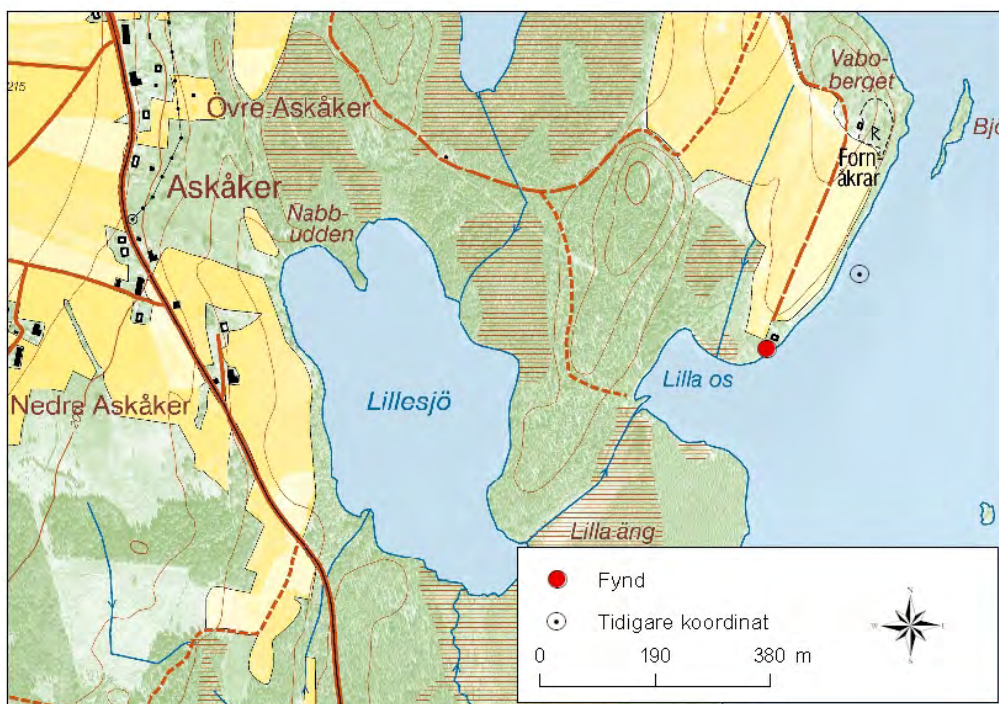 Vabo-
berget
215
Övre Askåker
Bjö
R
Forn-
åkrar
Askåker
Nabb-
udden
Lilla os
Lillesjö
Nedre Askåker
Lilla äng
Fynd
Tidigare koordinat
0 190 380 m
N
W E
S